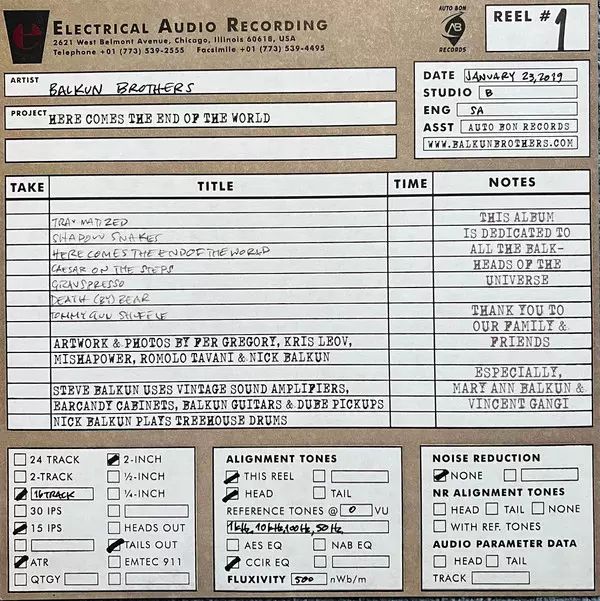 e
ELECTRICAL AUDIO RECORDING
2621 West Belmont Avenue, Chicago, Illinois 60618, USA
Telephone +01 (773) 539-2555 Facsimile +01 (773) 539-4495
AUTO BON
AB
RECORDS
REEL # 1
ARTIST BALKUN BROTHERS
PROJECT HERE COMES THE END OF THE WORLD
DATE JANUARY 23, 2019
STUDIO B
ENG SA
ASST AUTO BON RECORDS
WWW.BALKUNBROTHERS.COM
TAKE TITLE TIME NOTES
TRAUMATIZED
SHADOW SNAKES
HERE COMES THE END OF THE WORLD
CAESAR ON THE STEPS
GRAVSPRESSO
DEATH (BY) BEAR
TOMMY GUN SHUFFLE
ARTWORK & PHOTOS BY FER GREGORY, KRIS LEOV,
MISHAPOWER, ROMOLO TAVANI & NICK BALKUN
STEVE BALKUN USES VINTAGE SOUND AMPLIFIERS,
EARCANDY CABINETS, BALKUN GUITARS & DUBE PICKUPS
NICK BALKUN PLAYS TREEHOUSE DRUMS
THIS ALBUM
IS DEDICATED TO
ALL THE BALK-
HEADS OF THE
UNIVERSE
THANK YOU TO
OUR FAMILY &
FRIENDS
ESPECIALLY,
MARY ANN BALKUN &
VINCENT GANGI
24 TRACK 2-INCH
2-TRACK ½-INCH
16 TRACK ¼-INCH
30 IPS
15 IPS HEADS OUT
TAILS OUT
ATR EMTEC 911
QTGY
ALIGNMENT TONES
THIS REEL
HEAD TAIL
REFERENCE TONES @ 0 VU
1kHz, 10kHz, 100Hz, 50Hz
AES EQ NAB EQ
CCIR EQ
FLUXIVITY 500 nWb/m
NOISE REDUCTION
NONE
NR ALIGNMENT TONES
HEAD TAIL NONE
WITH REF. TONES
AUDIO PARAMETER DATA
HEAD TAIL
TRACK